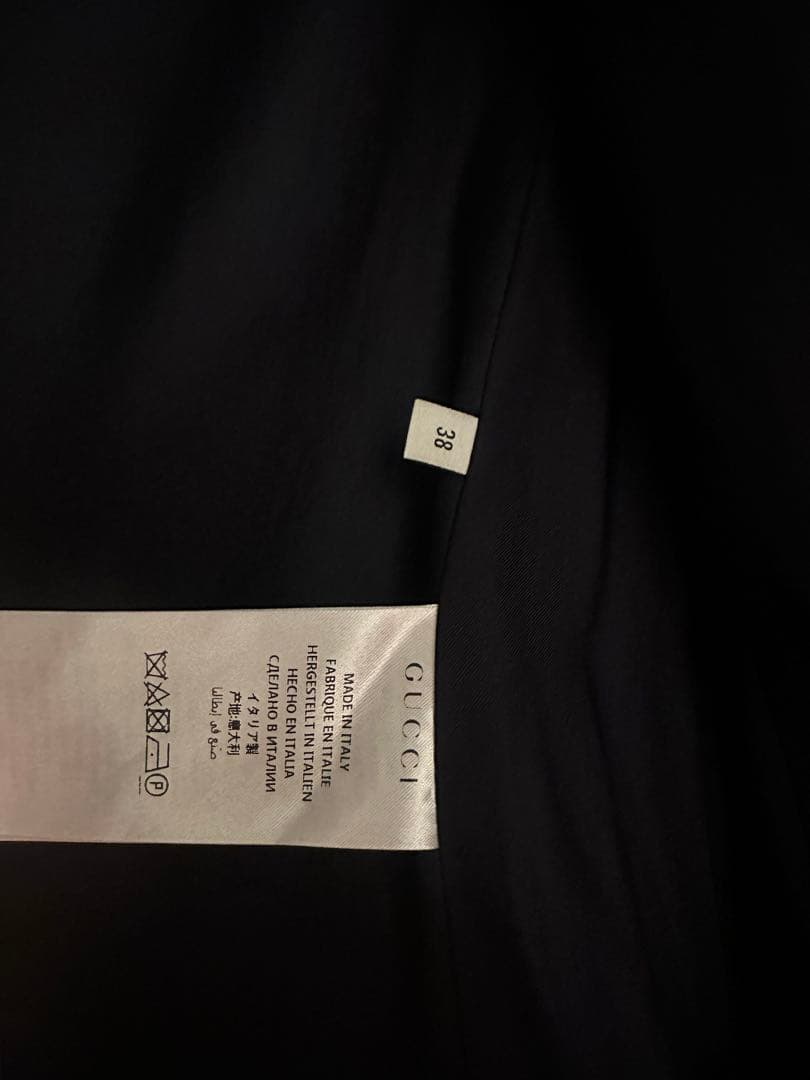 38
GUCCI
MADE IN ITALY
FABRIQUE EN ITALIE
HERGESTELLT IN ITALIEN
HECHO EN ITALIA
СДЕЛАНО В ИТАЛИИ
イタリア製
产地:意大利
صنع في إيطاليا
P